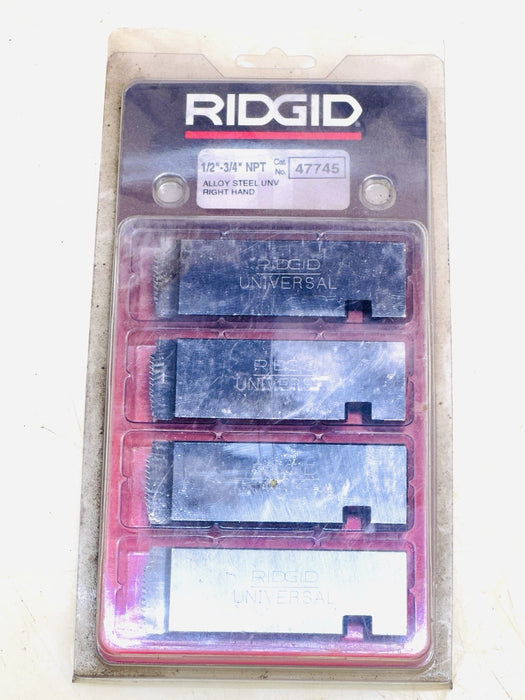 RIDGID
1/2"-3/4" NPT Cat. No. 47745
ALLOY STEEL UNV
RIGHT HAND
RIDGID
UNIVERSAL
RIDGID
UNIVERSAL
RIDGID
UNIVERSAL